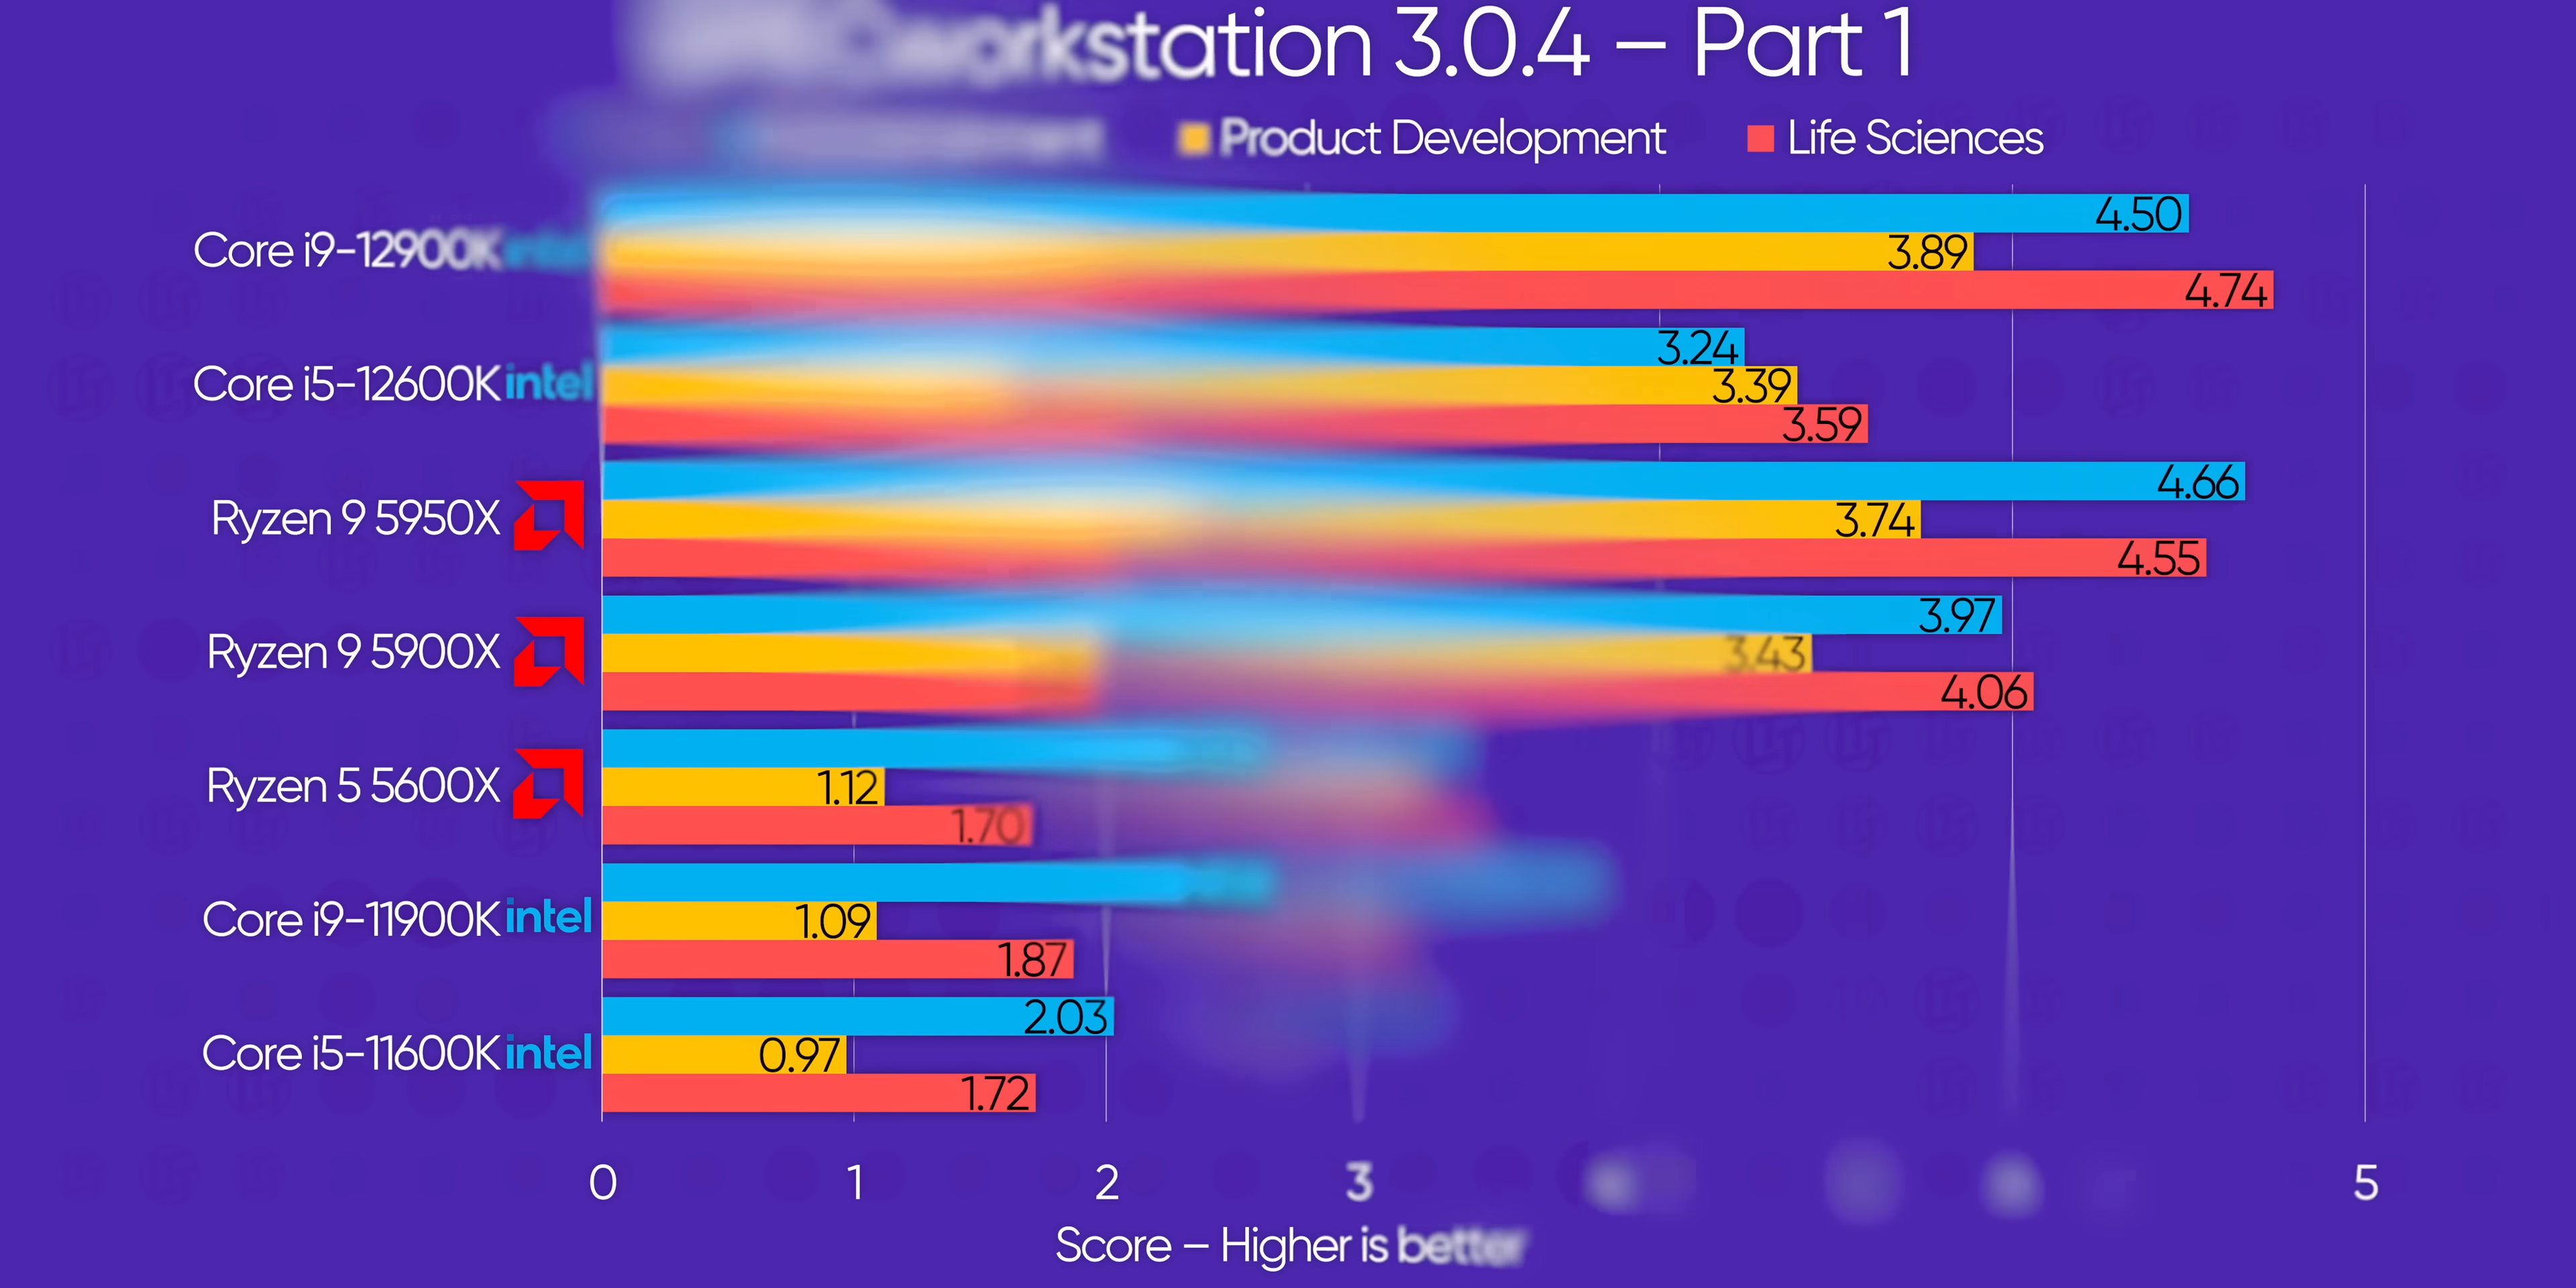 workstation 3.0.4 – Part 1
Product Development Life Sciences
Core i9-12900K intel 4.50
3.89
4.74
Core i5-12600K intel 3.24
3.39
3.59
Ryzen 9 5950X 4.66
3.74
4.55
Ryzen 9 5900X 3.97
3.43
4.06
Ryzen 5 5600X 1.12
1.70
Core i9-11900K intel 1.09
1.87
Core i5-11600K intel 2.03
0.97
1.72
0 1 2 3 5
Score – Higher is better